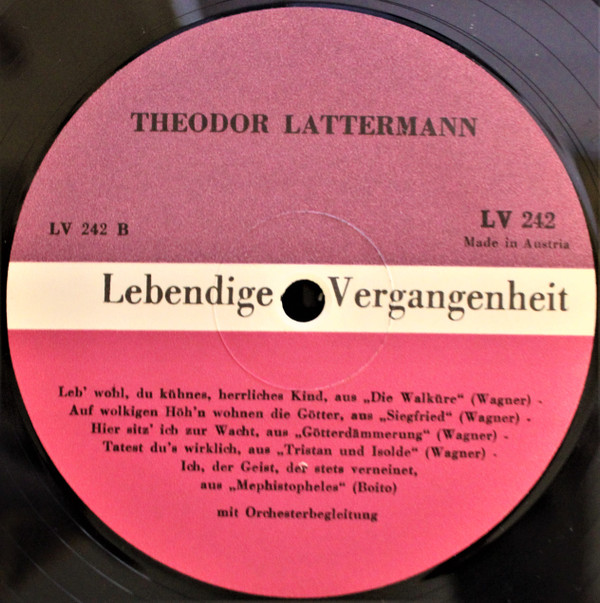 THEODOR LATTERMANN
LV 242 B
LV 242
Made in Austria
Lebendige Vergangenheit
Leb' wohl, du kühnes, herrliches Kind, aus „Die Walküre“ (Wagner) -
Auf wolkigen Höh'n wohnen die Götter, aus „Siegfried“ (Wagner) -
Hier sitz' ich zur Wacht, aus „Götterdämmerung“ (Wagner) -
Tatest du's wirklich, aus „Tristan und Isolde“ (Wagner) -
Ich, der Geist, der stets verneinet,
aus „Mephistopheles“ (Boito)
mit Orchesterbegleitung